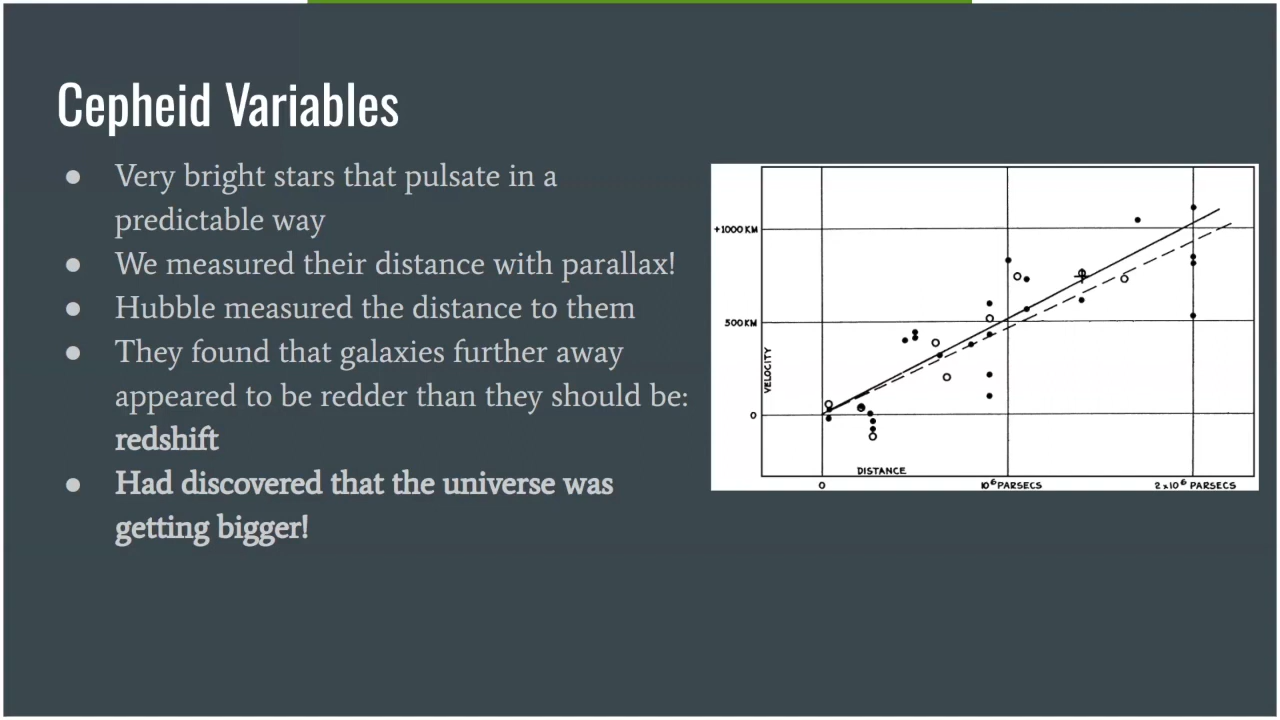 Cepheid Variables
● Very bright stars that pulsate in a
predictable way
● We measured their distance with parallax!
● Hubble measured the distance to them
● They found that galaxies further away
appeared to be redder than they should be:
redshift
● Had discovered that the universe was
getting bigger!
+1000 KM
500 KM
0
VELOCITY
DISTANCE
0
10⁶ PARSECS
2 x 10⁶ PARSECS